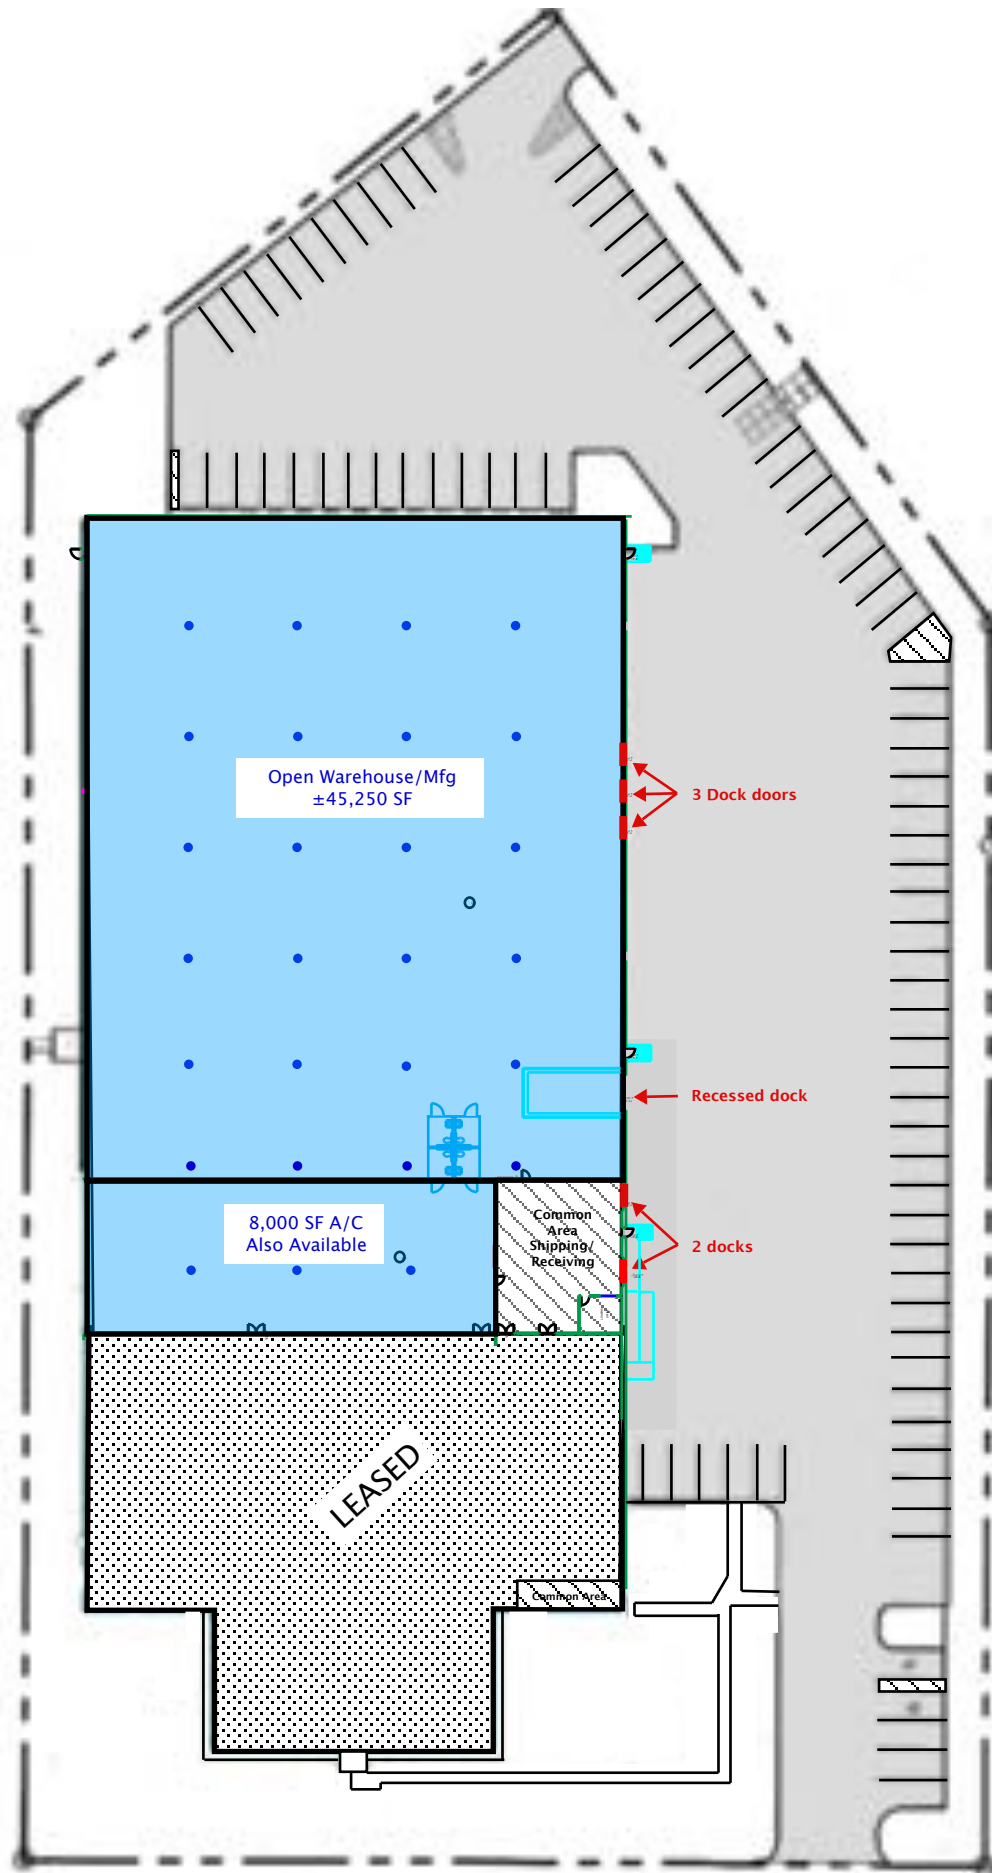 Open Warehouse/Mfg
±45,250 SF
3 Dock doors
Recessed dock
8,000 SF A/C
Also Available
Common
Area
Shipping/
Receiving
2 docks
LEASED
Common Area